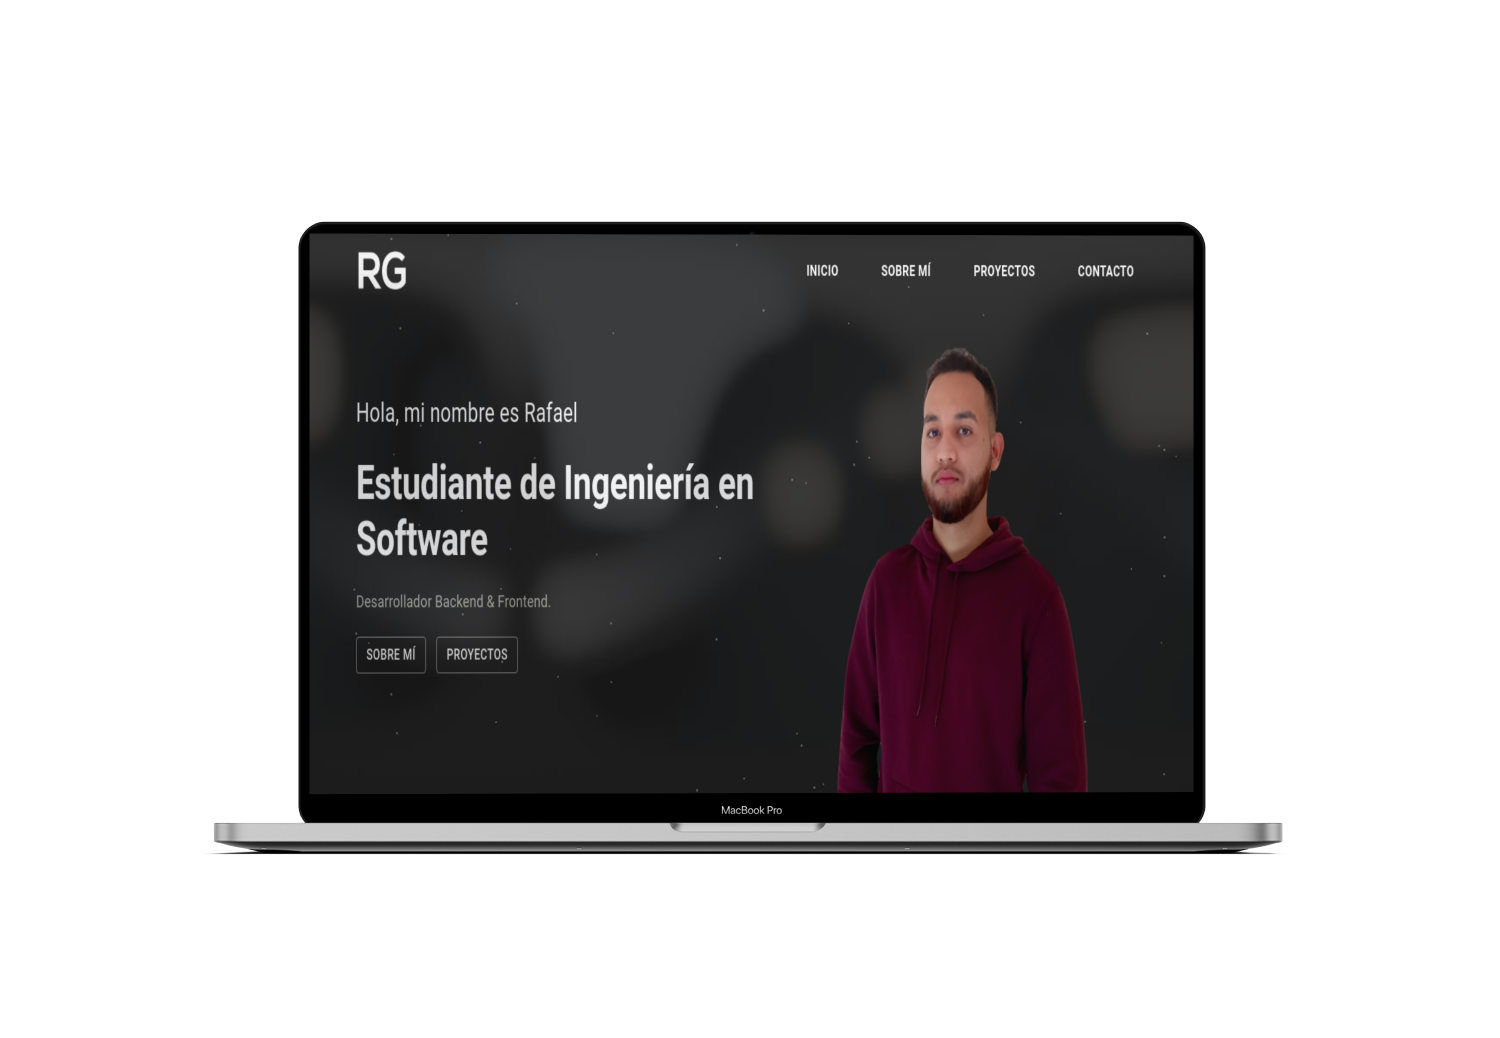 RG
INICIO SOBRE MÍ PROYECTOS CONTACTO
Hola, mi nombre es Rafael
Estudiante de Ingeniería en
Software
Desarrollador Backend & Frontend.
SOBRE MÍ PROYECTOS
MacBook Pro